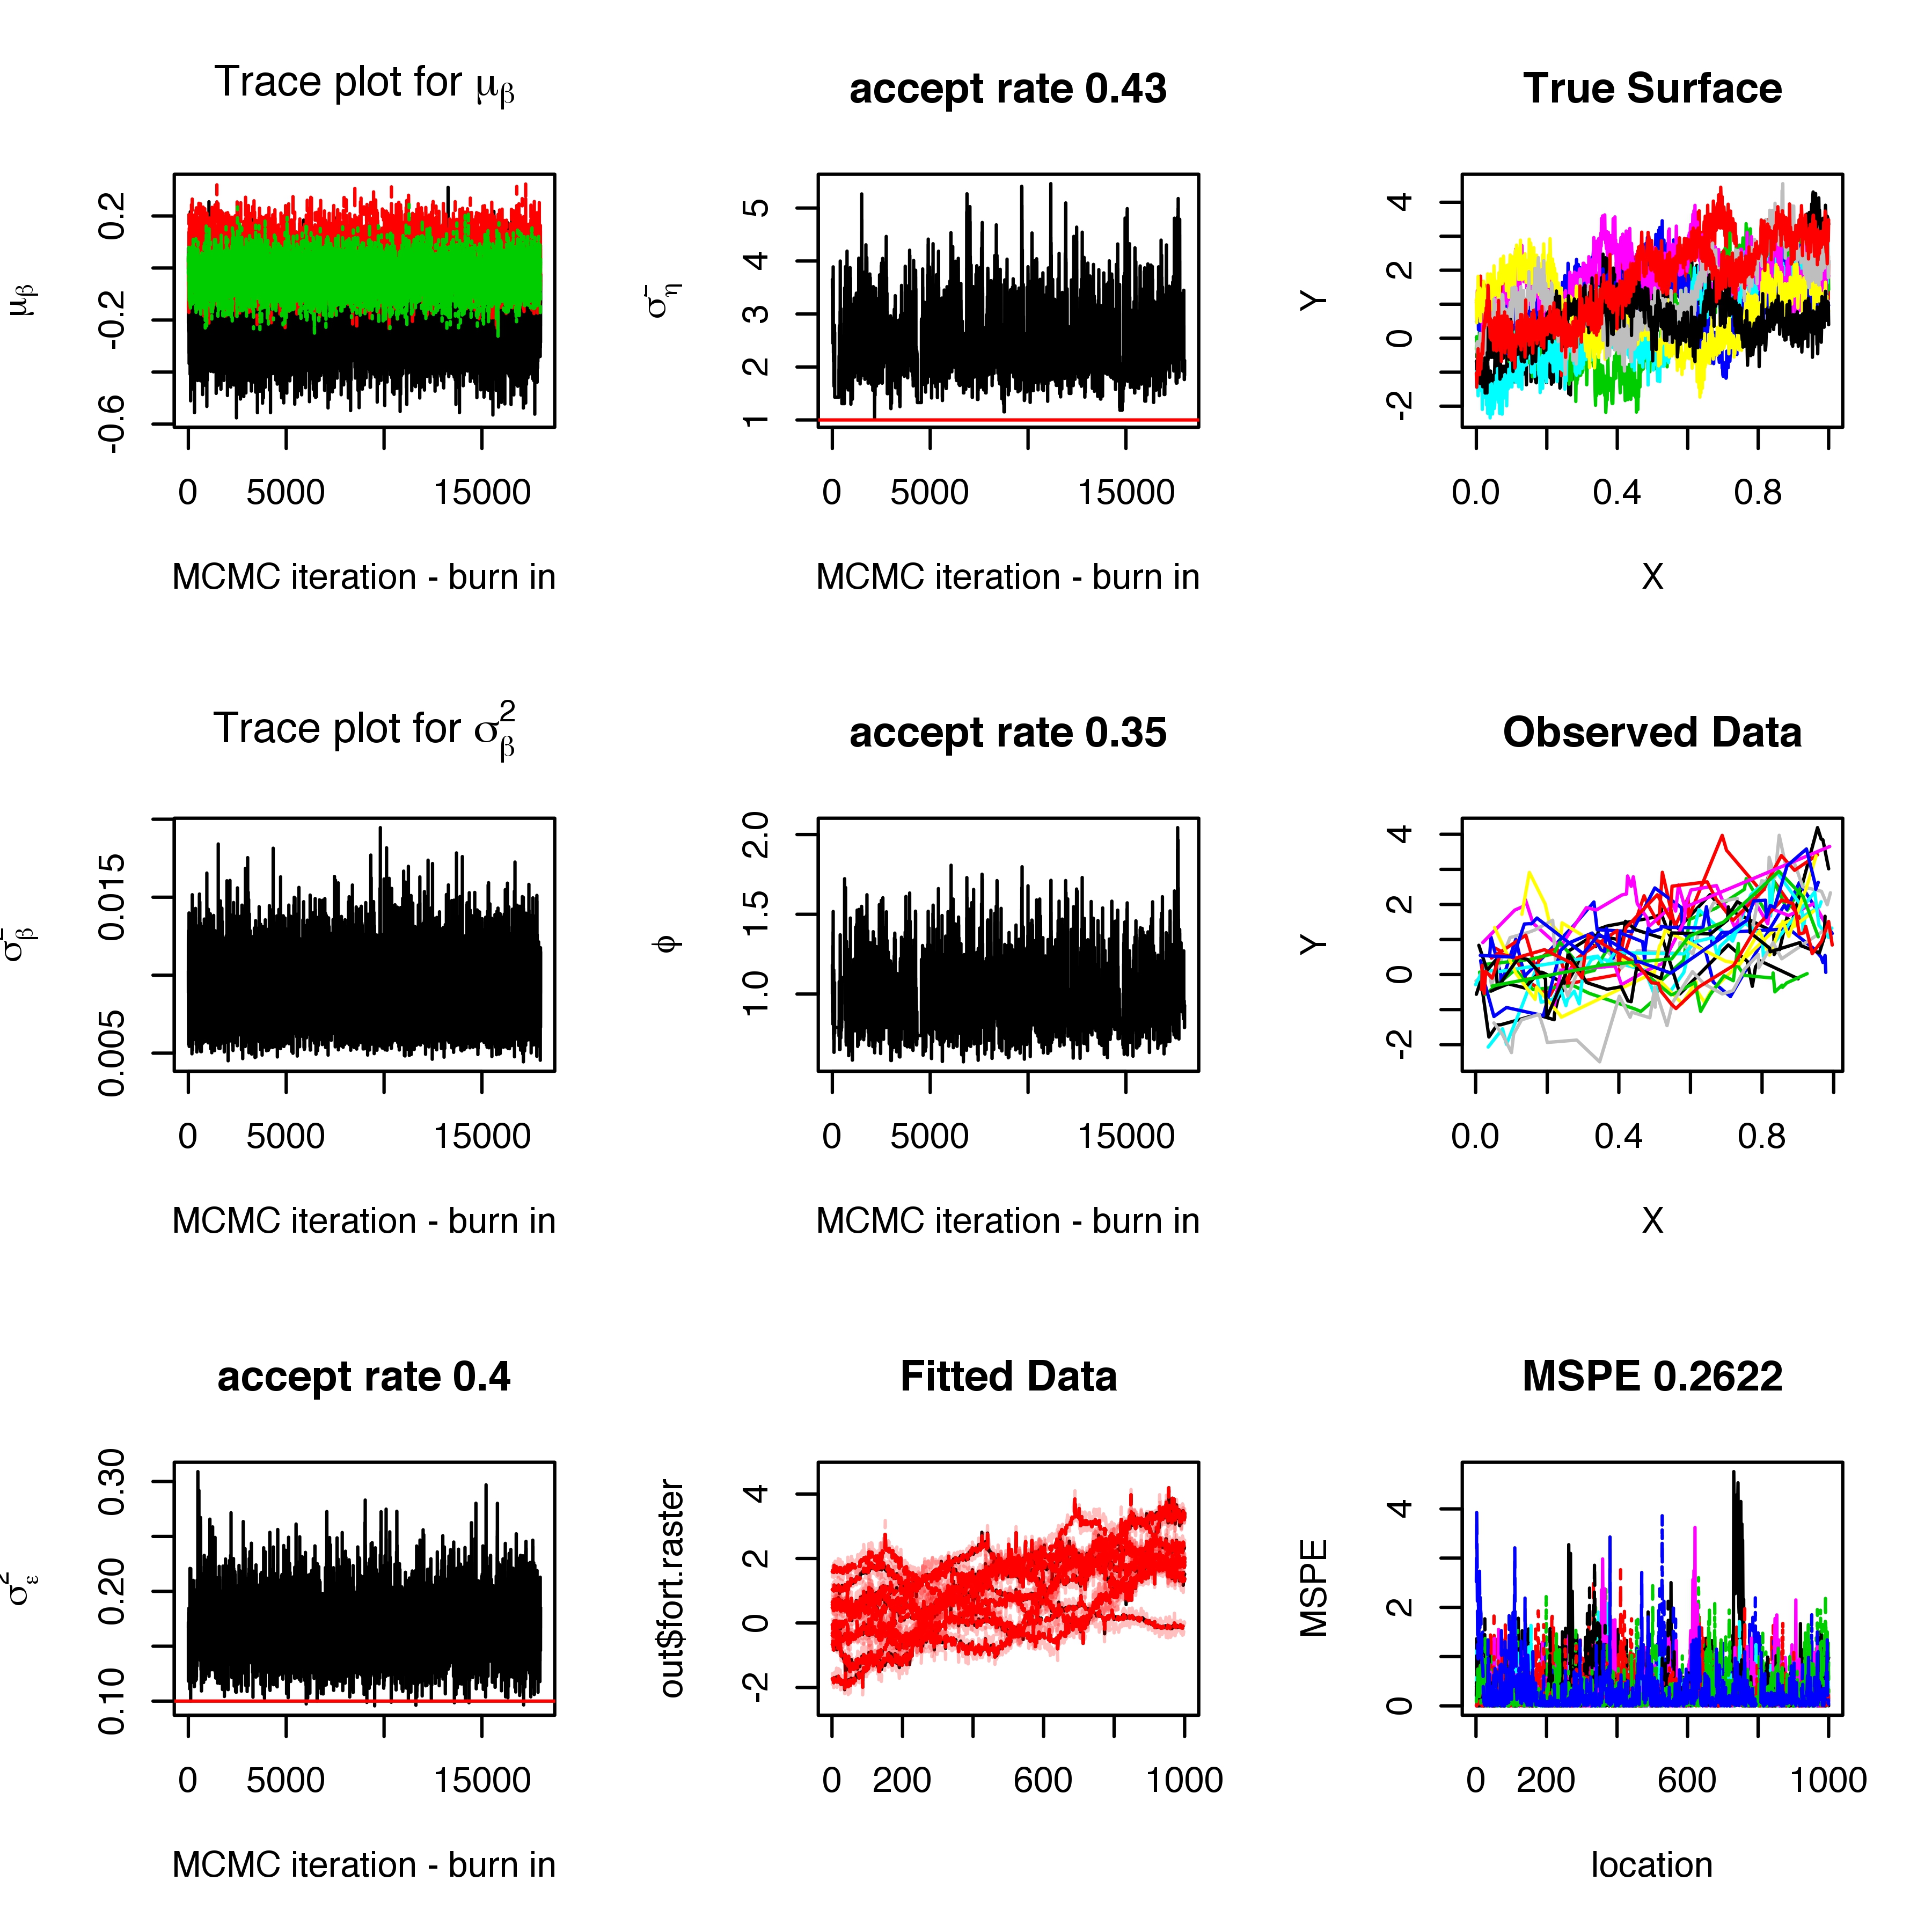 Trace plot for μβ
μβ
-0.6 -0.2 0.2
0 5000 15000
MCMC iteration - burn in
accept rate 0.43
ση
1 2 3 4 5
0 5000 15000
MCMC iteration - burn in
True Surface
Y
-2 0 2 4
0.0 0.4 0.8
X
Trace plot for σβ2
σβ
0.005 0.015
0 5000 15000
MCMC iteration - burn in
accept rate 0.35
ϕ
1.0 1.5 2.0
0 5000 15000
MCMC iteration - burn in
Observed Data
Y
-2 0 2 4
0.0 0.4 0.8
X
accept rate 0.4
σε2
0.10 0.20 0.30
0 5000 15000
MCMC iteration - burn in
Fitted Data
out$fort.raster
-2 0 2 4
0 200 600 1000
MSPE 0.2622
MSPE
0 2 4
0 200 600 1000
location